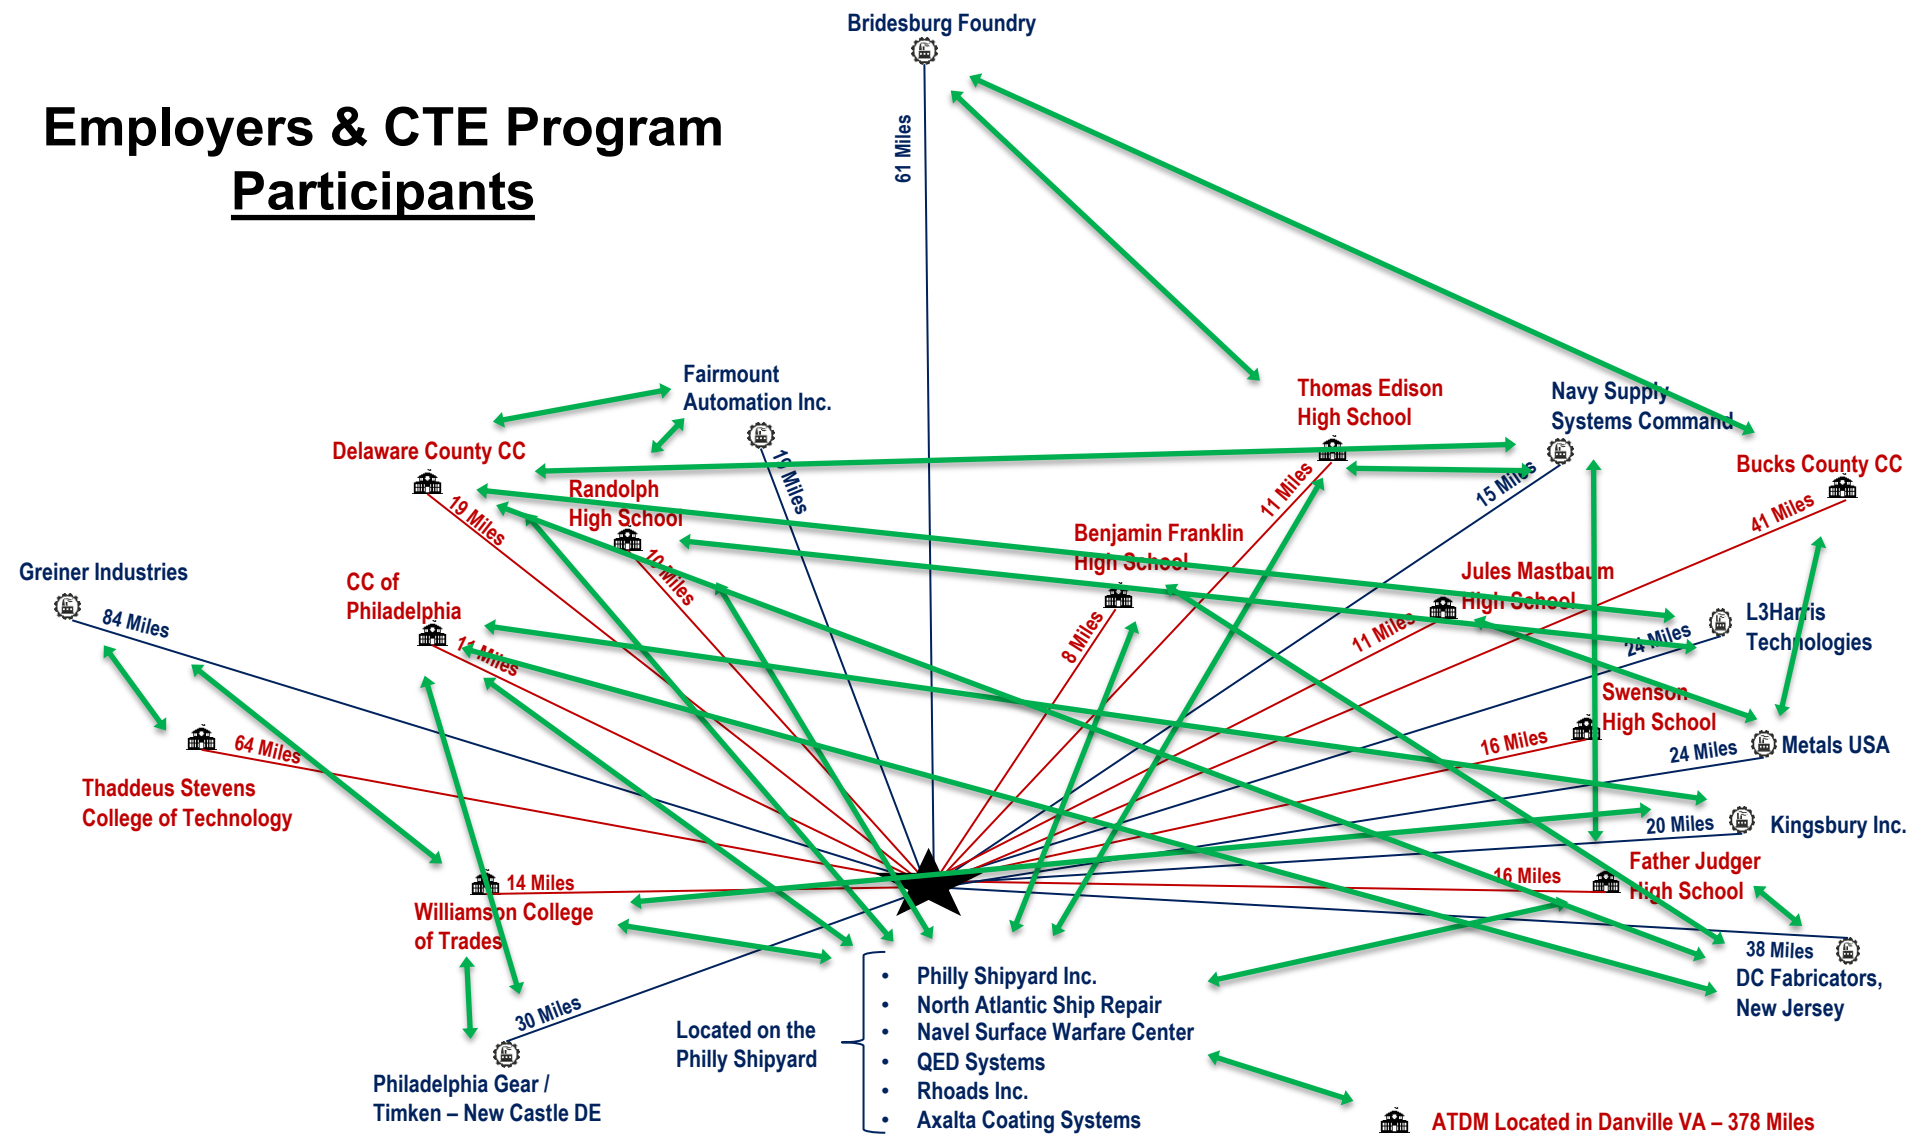 Bridesburg Foundry
Employers & CTE Program
Participants
61 Miles
Fairmount
Automation Inc.
19 Miles
Thomas Edison
High School
11 Miles
Navy Supply
Systems Command
15 Miles
Delaware County CC
19 Miles
Randolph
High School
10 Miles
Bucks County CC
41 Miles
Benjamin Franklin
High School
8 Miles
Greiner Industries
84 Miles
CC of
Philadelphia
11 Miles
Jules Mastbaum
High School
11 Miles
L3Harris
Technologies
24 Miles
Swenson
High School
16 Miles
24 Miles
Metals USA
64 Miles
Thaddeus Stevens
College of Technology
20 Miles
Kingsbury Inc.
14 Miles
Williamson College
of Trades
Father Judger
High School
16 Miles
38 Miles
DC Fabricators,
New Jersey
30 Miles
Philadelphia Gear /
Timken – New Castle DE
Located on the
Philly Shipyard
• Philly Shipyard Inc.
• North Atlantic Ship Repair
• Navel Surface Warfare Center
• QED Systems
• Rhoads Inc.
• Axalta Coating Systems
ATDM Located in Danville VA – 378 Miles